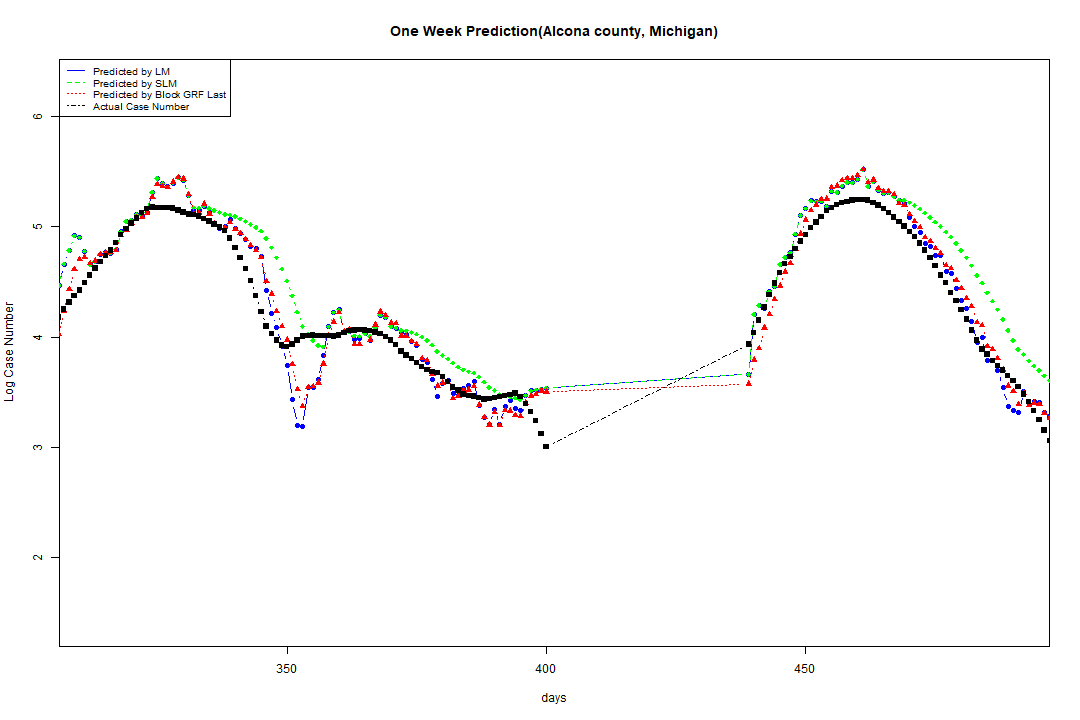 One Week Prediction(Alcona county, Michigan)
Predicted by LM
Predicted by SLM
Predicted by Block GRF Last
Actual Case Number
6
5
4
3
2
Log Case Number
350
400
450
days